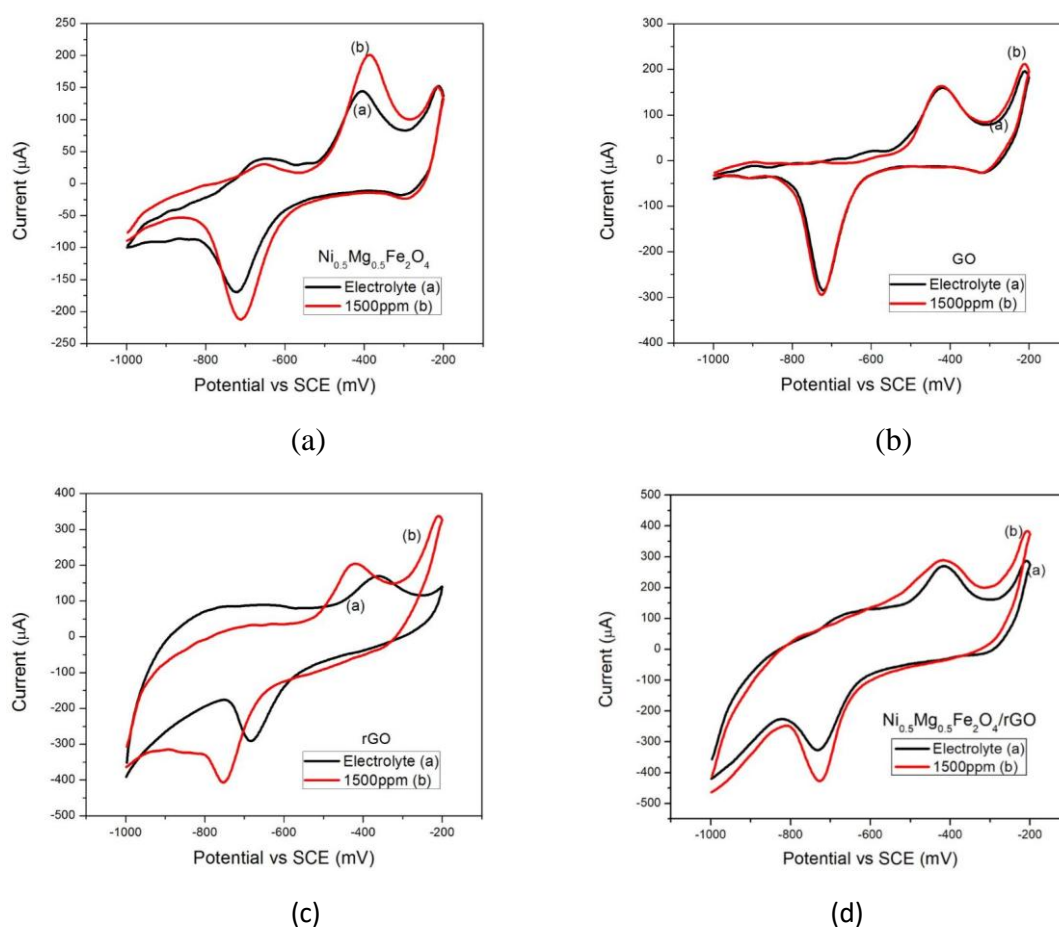 250
200
150
100
50
0
-50
-100
-150
-200
-250
Current (μA)
(b)
(a)
Ni0.5Mg0.5Fe2O4
Electrolyte (a)
1500ppm (b)
-1000 -800 -600 -400 -200
Potential vs SCE (mV)
(a)
300
200
100
0
-100
-200
-300
-400
Current (μA)
(b)
(a)
GO
Electrolyte (a)
1500ppm (b)
-1000 -800 -600 -400 -200
Potential vs SCE (mV)
(b)
400
300
200
100
0
-100
-200
-300
-400
-500
Current (μA)
(b)
(a)
rGO
Electrolyte (a)
1500ppm (b)
-1000 -800 -600 -400 -200
Potential vs SCE (mV)
(c)
500
400
300
200
100
0
-100
-200
-300
-400
-500
Current (μA)
(b)
(a)
Ni0.5Mg0.5Fe2O4/rGO
Electrolyte (a)
1500ppm (b)
-1000 -800 -600 -400 -200
Potential vs SCE (mV)
(d)